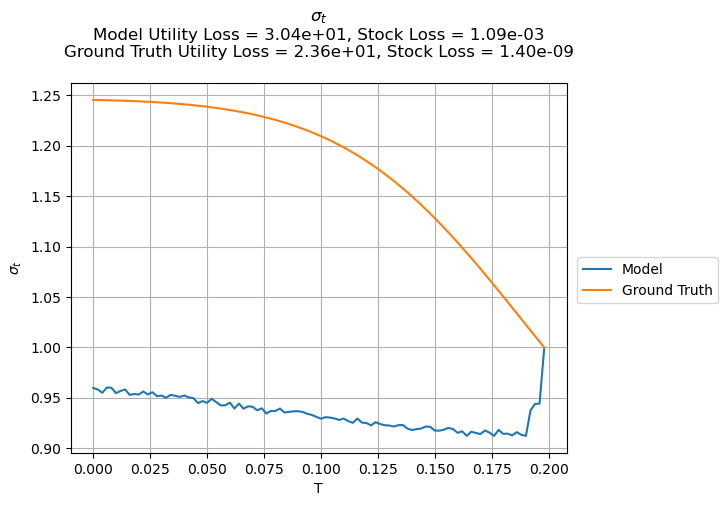 σₜ
Model Utility Loss = 3.04e+01, Stock Loss = 1.09e-03
Ground Truth Utility Loss = 2.36e+01, Stock Loss = 1.40e-09
1.25
1.20
1.15
1.10
1.05
1.00
0.95
0.90
σₜ
0.000
0.025
0.050
0.075
0.100
0.125
0.150
0.175
0.200
T
Model
Ground Truth